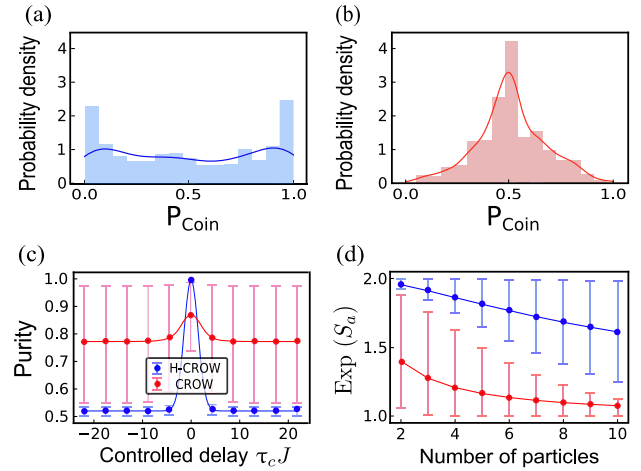 (a)
(b)
Probability density
4
3
2
1
0
0.0
0.5
1.0
P_Coin
Probability density
4
3
2
1
0
0.0
0.5
1.0
P_Coin
(c)
(d)
Purity
1.0
0.9
0.8
0.7
0.6
0.5
H-CROW
CROW
−20
−10
0
10
20
Controlled delay τ_c J
Exp (S_a)
2.0
1.5
1.0
2
4
6
8
10
Number of particles